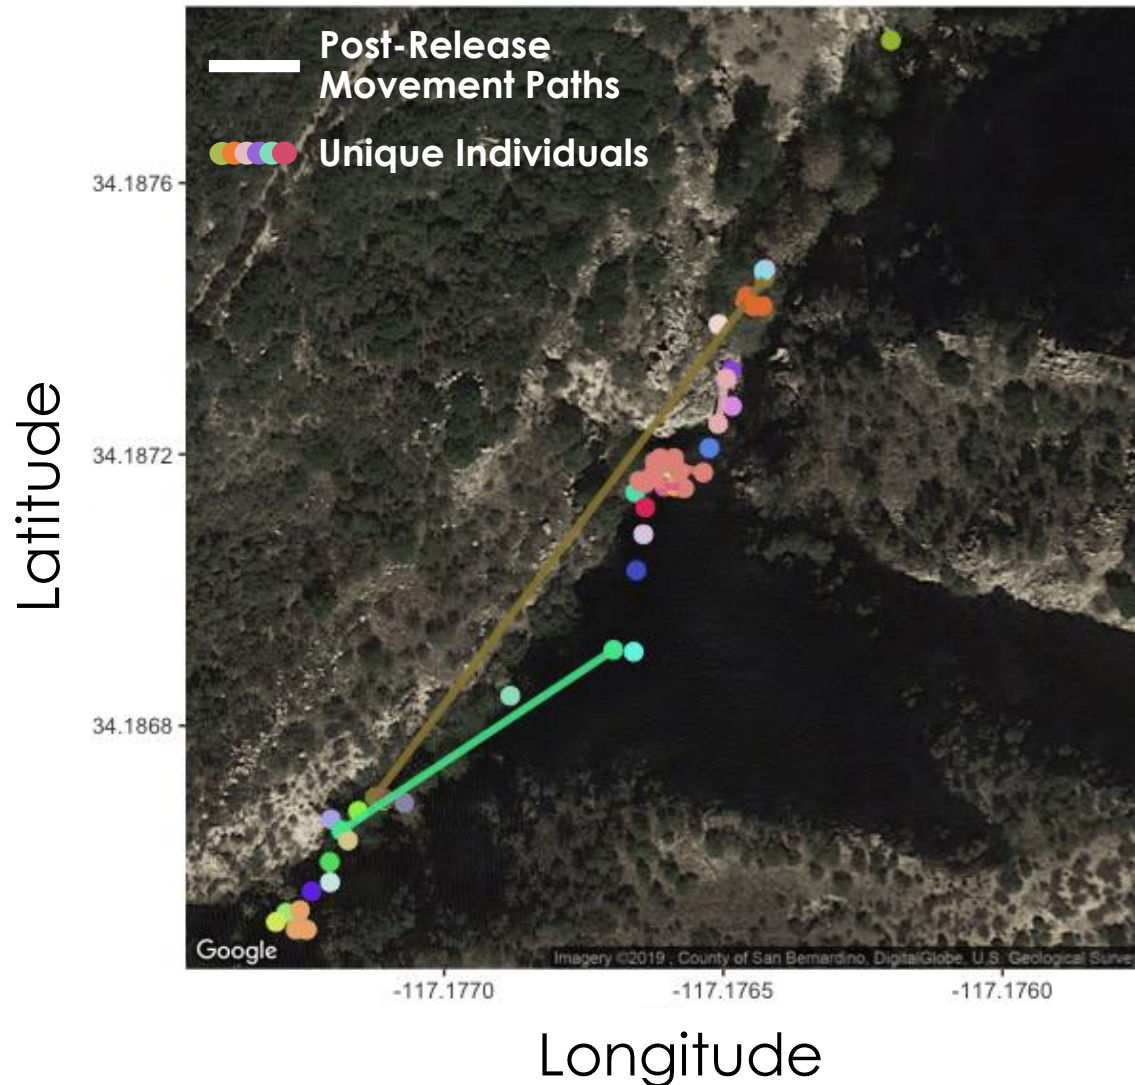 Post-Release
Movement Paths
Unique Individuals
34.1876
34.1872
34.1868
Latitude
Google
Imagery ©2019 , County of San Bernardino, DigitalGlobe, U.S. Geological Surve
-117.1770
-117.1765
-117.1760
Longitude